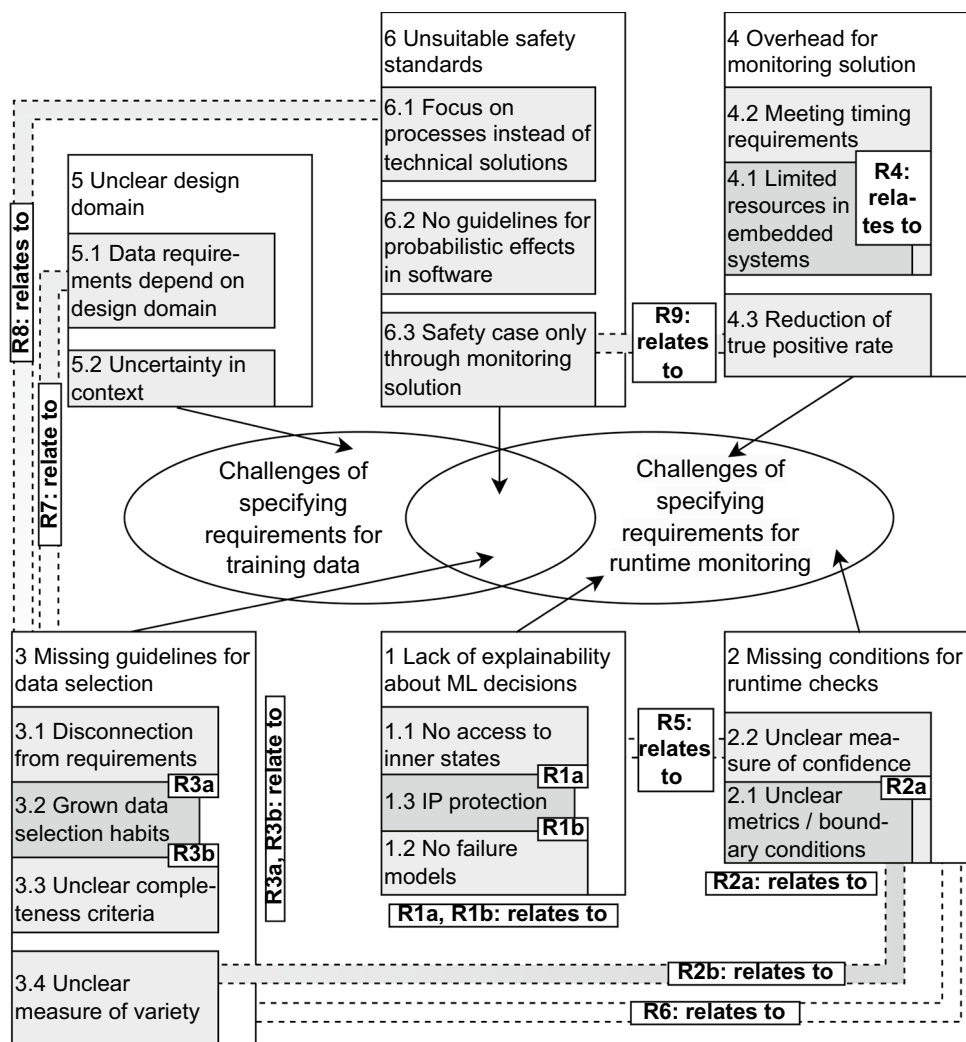 6 Unsuitable safety
standards
6.1 Focus on
processes instead of
technical solutions
6.2 No guidelines for
probabilistic effects
in software
6.3 Safety case only
through monitoring
solution
4 Overhead for
monitoring solution
4.2 Meeting timing
requirements
4.1 Limited
resources in
embedded
systems
R4:
rela-
tes to
4.3 Reduction of
true positive rate
R9:
relates
to
5 Unclear design
domain
5.1 Data require-
ments depend on
design domain
5.2 Uncertainty in
context
R8: relates to
R7: relate to
Challenges of
specifying
requirements for
training data
Challenges of
specifying
requirements for
runtime monitoring
3 Missing guidelines for
data selection
3.1 Disconnection
from requirements
R3a
3.2 Grown data
selection habits
R3b
3.3 Unclear comple-
teness criteria
3.4 Unclear
measure of variety
R3a, R3b: relate to
1 Lack of explainability
about ML decisions
1.1 No access to
inner states
R1a
1.3 IP protection
R1b
1.2 No failure
models
R1a, R1b: relates to
R5:
relates
to
2 Missing conditions for
runtime checks
2.2 Unclear mea-
sure of confidence
R2a
2.1 Unclear
metrics / bound-
ary conditions
R2a: relates to
R2b: relates to
R6: relates to